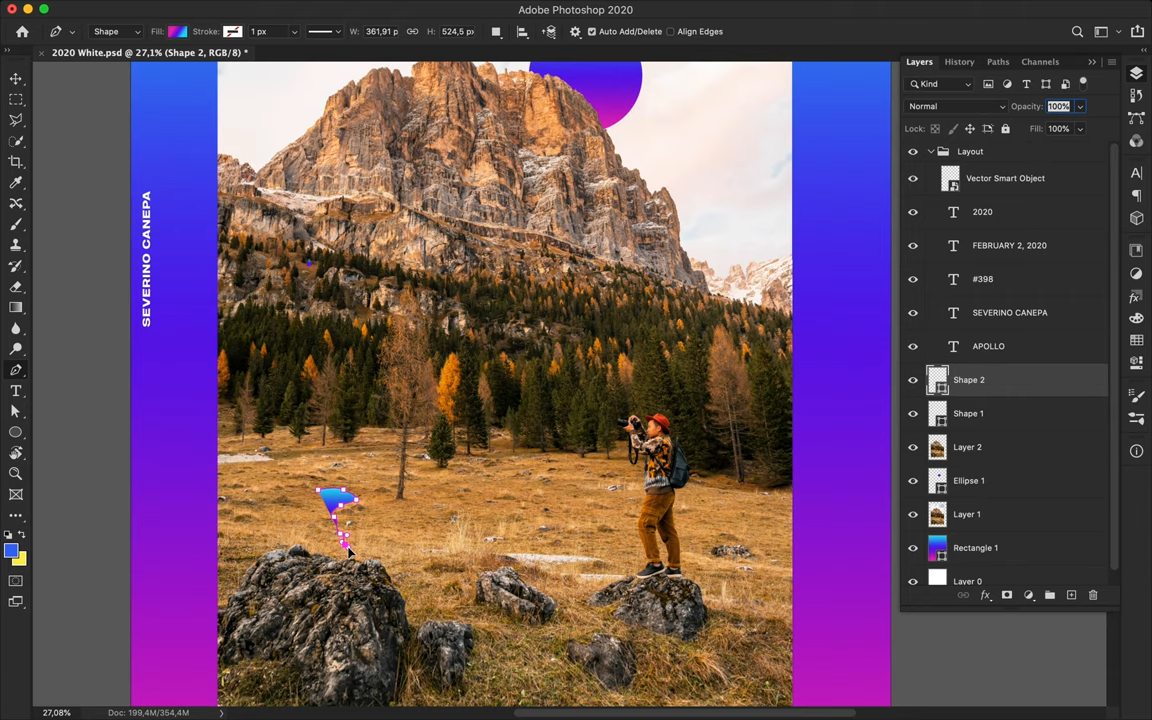 Adobe Photoshop 2020
Shape
Fill:
Stroke:
1 px
W: 361,91 p
H: 524,5 px
Auto Add/Delete
Align Edges
2020 White.psd @ 27,1% (Shape 2, RGB/8) *
Layers
History
Paths
Channels
Kind
Normal
Opacity: 100%
Lock:
Fill: 100%
Layout
Vector Smart Object
2020
FEBRUARY 2, 2020
#398
SEVERINO CANEPA
APOLLO
Shape 2
Shape 1
Layer 2
Ellipse 1
Layer 1
Rectangle 1
Layer 0
SEVERINO CANEPA
27,08%
Doc: 199,4M/354,4M